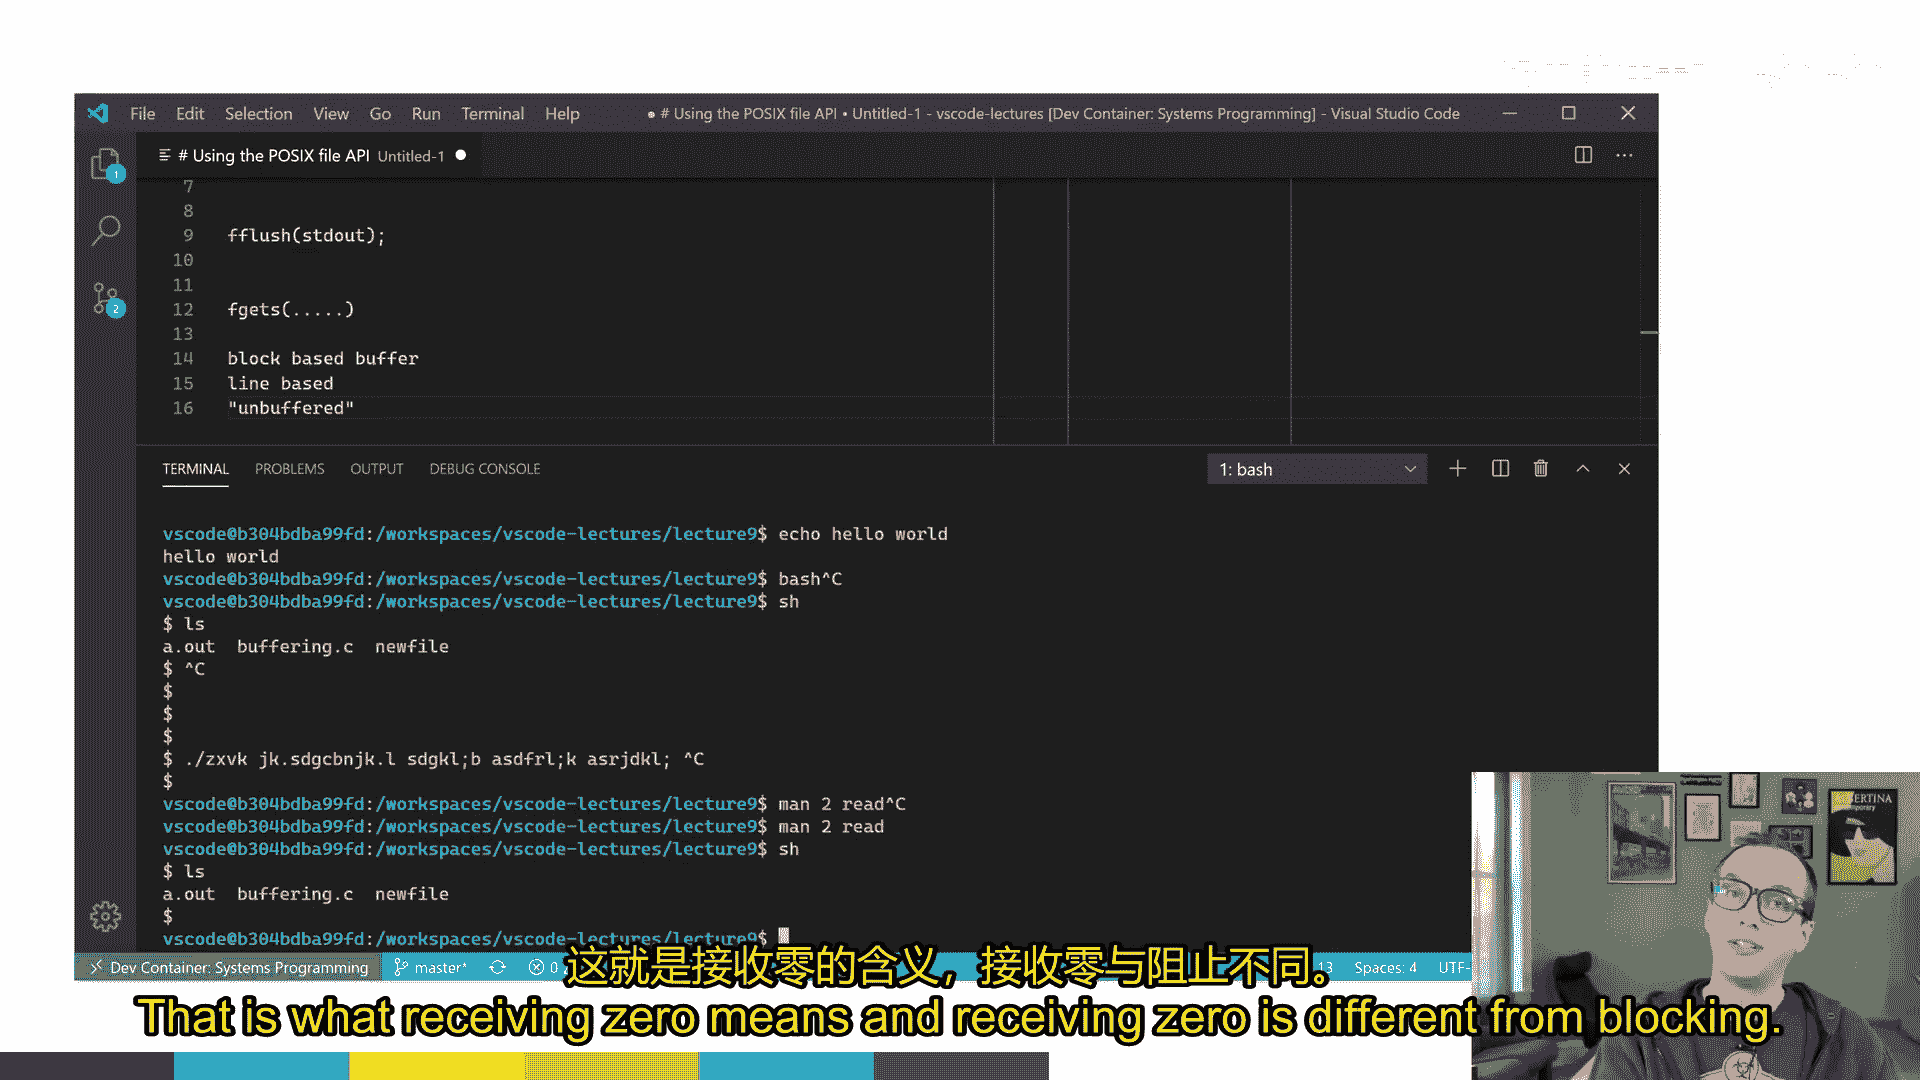 File Edit Selection View Go Run Terminal Help
● # Using the POSIX file API • Untitled-1 - vscode-lectures [Dev Container: Systems Programming] - Visual Studio Code
# Using the POSIX file API Untitled-1 ●
1
2
7
8
9 fflush(stdout);
10
11
12 fgets(.....)
13
14 block based buffer
15 line based
16 "unbuffered"
TERMINAL PROBLEMS OUTPUT DEBUG CONSOLE
1: bash
vscode@b304bdba99fd:/workspaces/vscode-lectures/lecture9$ echo hello world
hello world
vscode@b304bdba99fd:/workspaces/vscode-lectures/lecture9$ bash^C
vscode@b304bdba99fd:/workspaces/vscode-lectures/lecture9$ sh
$ ls
a.out buffering.c newfile
$ ^C
$
$
$
$ ./zxvk jk.sdgcbnjk.l sdgkl;b asdfrl;k asrjdkl; ^C
$
vscode@b304bdba99fd:/workspaces/vscode-lectures/lecture9$ man 2 read^C
vscode@b304bdba99fd:/workspaces/vscode-lectures/lecture9$ man 2 read
vscode@b304bdba99fd:/workspaces/vscode-lectures/lecture9$ sh
$ ls
a.out buffering.c newfile
$
vscode@b304bdba99fd:/workspaces/vscode-lectures/lecture9$
Dev Container: Systems Programming master* 0 13 Spaces: 4 UTF-
这就是接收零的含义，接收零与阻止不同。
That is what receiving zero means and receiving zero is different from blocking.